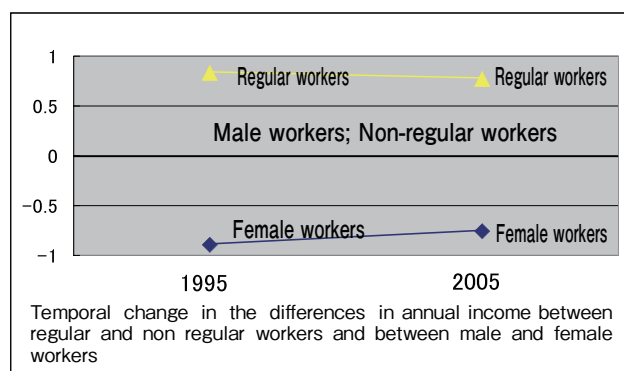 1
Regular workers Regular workers
0.5
Male workers; Non-regular workers
0
−0.5
Female workers Female workers
−1
1995 2005
Temporal change in the differences in annual income between
regular and non regular workers and between male and female
workers